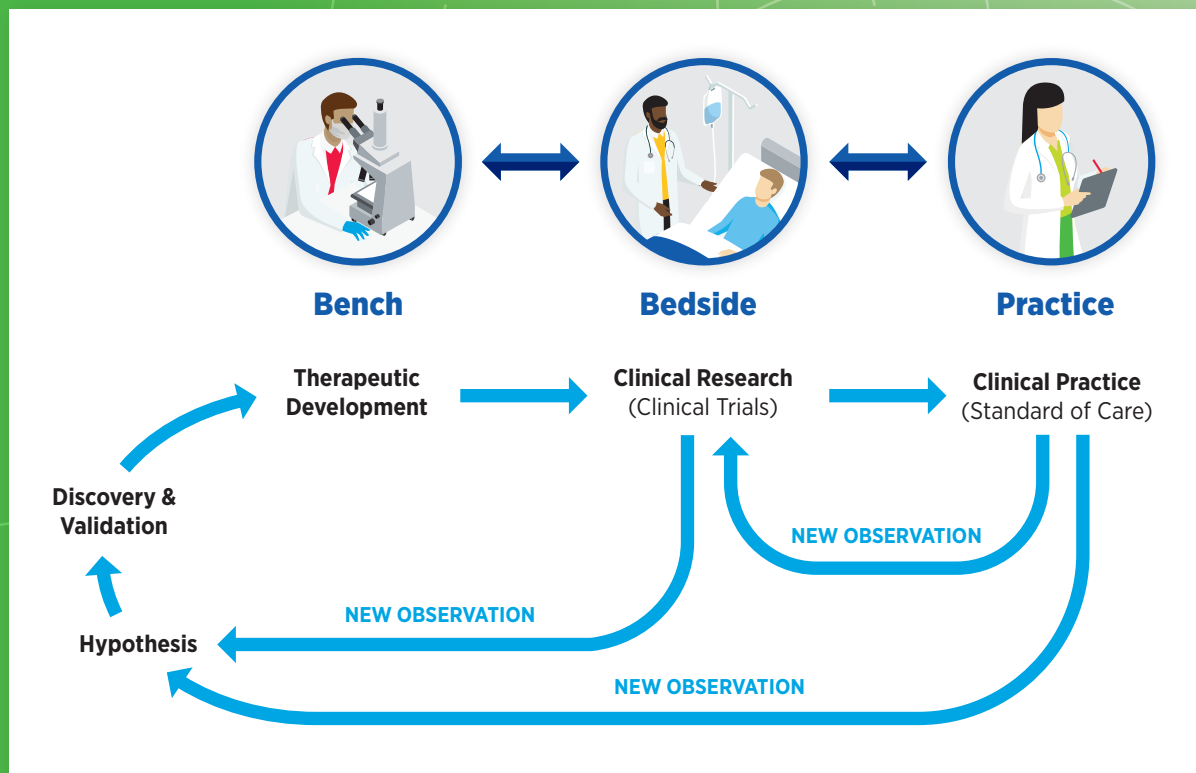 Bench
Bedside
Practice
Therapeutic
Development
Clinical Research
(Clinical Trials)
Clinical Practice
(Standard of Care)
Discovery &
Validation
NEW OBSERVATION
NEW OBSERVATION
Hypothesis
NEW OBSERVATION